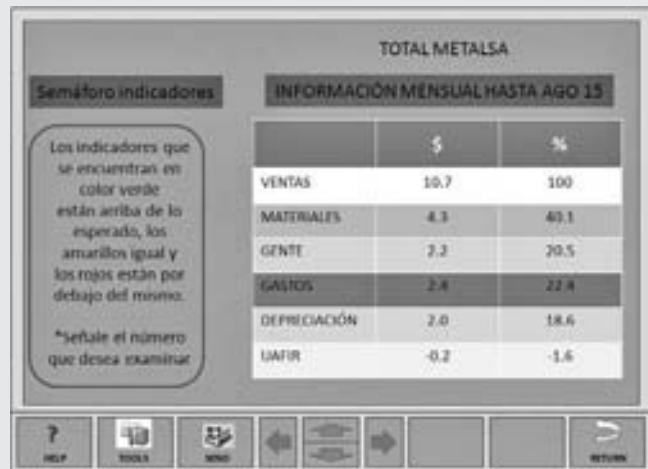 TOTAL METALSA
Semáforo indicadores
INFORMACIÓN MENSUAL HASTA AGO 15
Los indicadores que
se encuentran en
color verde
están arriba de lo
esperado, los
amarillos igual y
los rojos están por
debajo del mismo.
*Señale el número
que desea examinar
$ %
VENTAS 10.7 100
MATERIALES 4.3 40.1
GENTE 2.2 20.5
GASTOS 2.4 22.4
DEPRECIACIÓN 2.0 18.6
UAFIR -0.2 -1.6
? HELP
TOOLS
SEND
RETURN